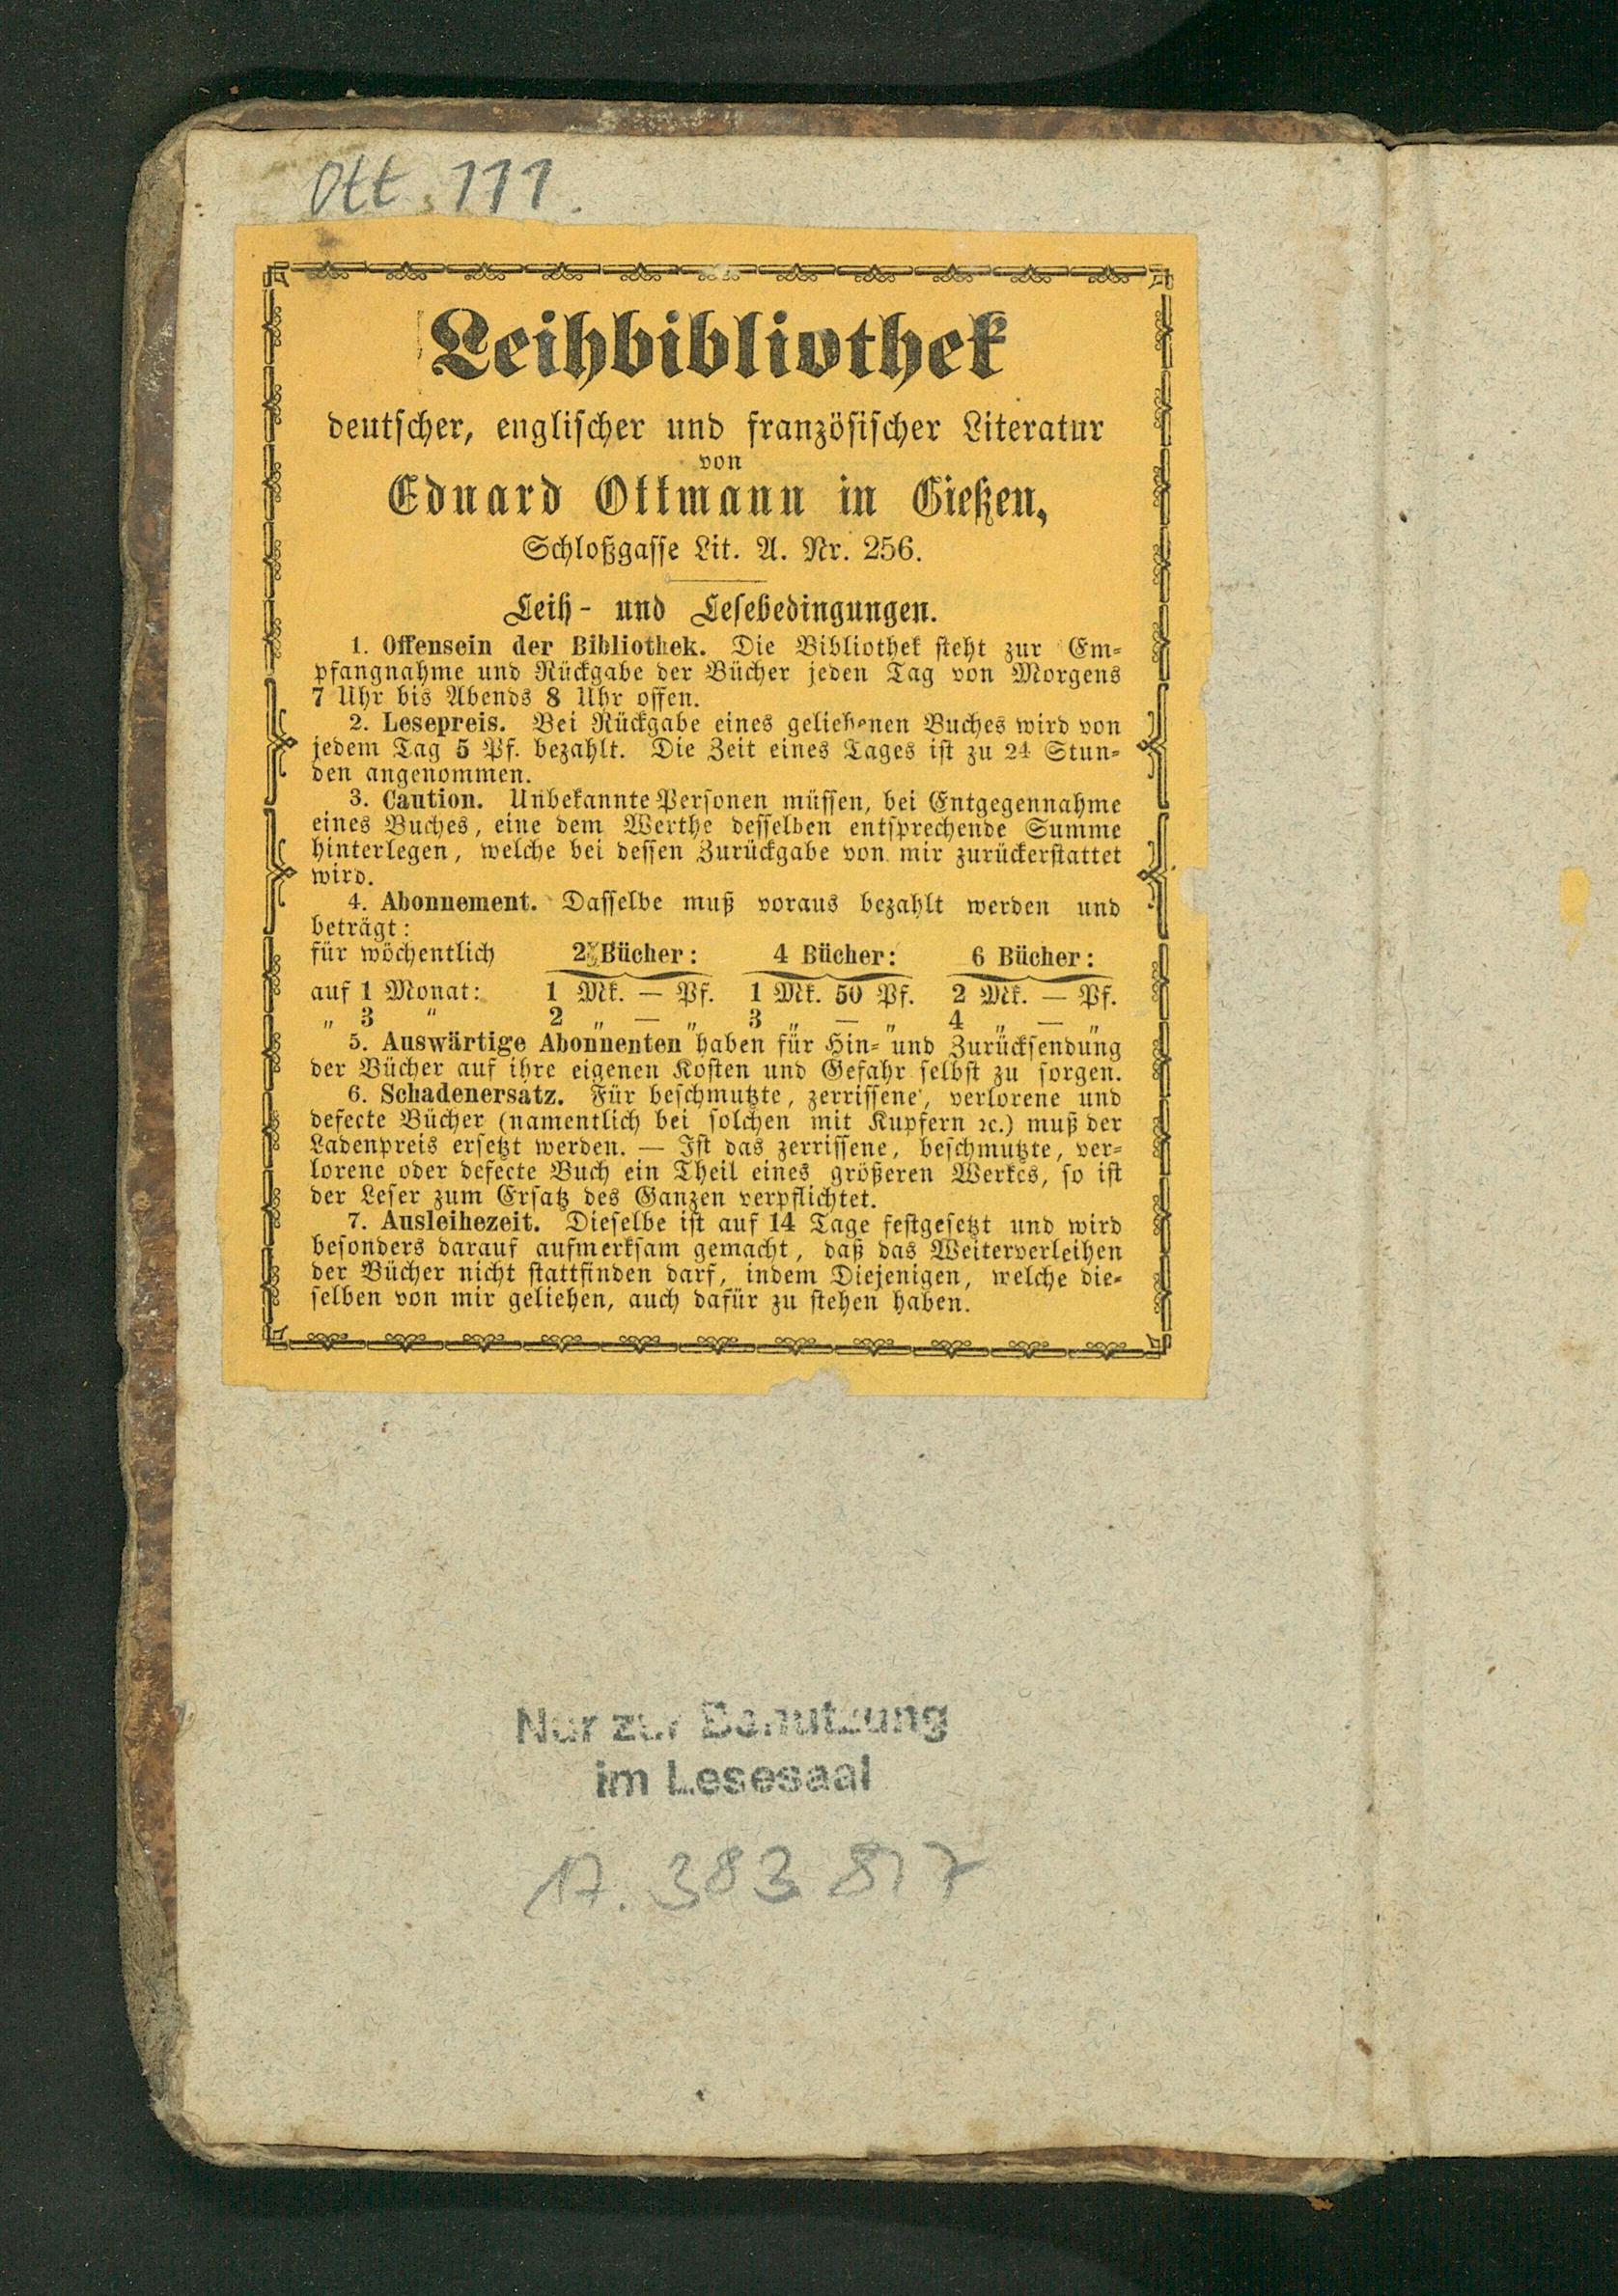 Ott. 111.
Leihbibliothek
deutscher, englischer und französischer Literatur
von
Eduard Ottmann in Gießen,
Schloßgasse Lit. A. Nr. 256.
Leih- und Lesebedingungen.
1. Offensein der Bibliothek. Die Bibliothek steht zur Em-
pfangnahme und Rückgabe der Bücher jeden Tag von Morgens
7 Uhr bis Abends 8 Uhr offen.
2. Lesepreis. Bei Rückgabe eines geliehenen Buches wird von
jedem Tag 5 Pf. bezahlt. Die Zeit eines Tages ist zu 24 Stun-
den angenommen.
3. Caution. Unbekannte Personen müssen, bei Entgegennahme
eines Buches, eine dem Werthe desselben entsprechende Summe
hinterlegen, welche bei dessen Zurückgabe von mir zurückerstattet
wird.
4. Abonnement. Dasselbe muß voraus bezahlt werden und
beträgt:
für wöchentlich 2 Bücher: 4 Bücher: 6 Bücher:
auf 1 Monat: 1 Mk. — Pf. 1 Mk. 50 Pf. 2 Mk. — Pf.
„ 3 „ 2 „ — „ 3 „ — „ 4 „ — „
5. Auswärtige Abonnenten haben für Hin- und Zurücksendung
der Bücher auf ihre eigenen Kosten und Gefahr selbst zu sorgen.
6. Schadenersatz. Für beschmutzte, zerrissene, verlorene und
defecte Bücher (namentlich bei solchen mit Kupfern ꝛc.) muß der
Ladenpreis ersetzt werden. — Ist das zerrissene, beschmutzte, ver-
lorene oder defecte Buch ein Theil eines größeren Werkes, so ist
der Leser zum Ersatz des Ganzen verpflichtet.
7. Ausleihezeit. Dieselbe ist auf 14 Tage festgesetzt und wird
besonders darauf aufmerksam gemacht, daß das Weiterverleihen
der Bücher nicht stattfinden darf, indem Diejenigen, welche die-
selben von mir geliehen, auch dafür zu stehen haben.
Nur zur Benutzung
im Lesesaal
17. 383 817